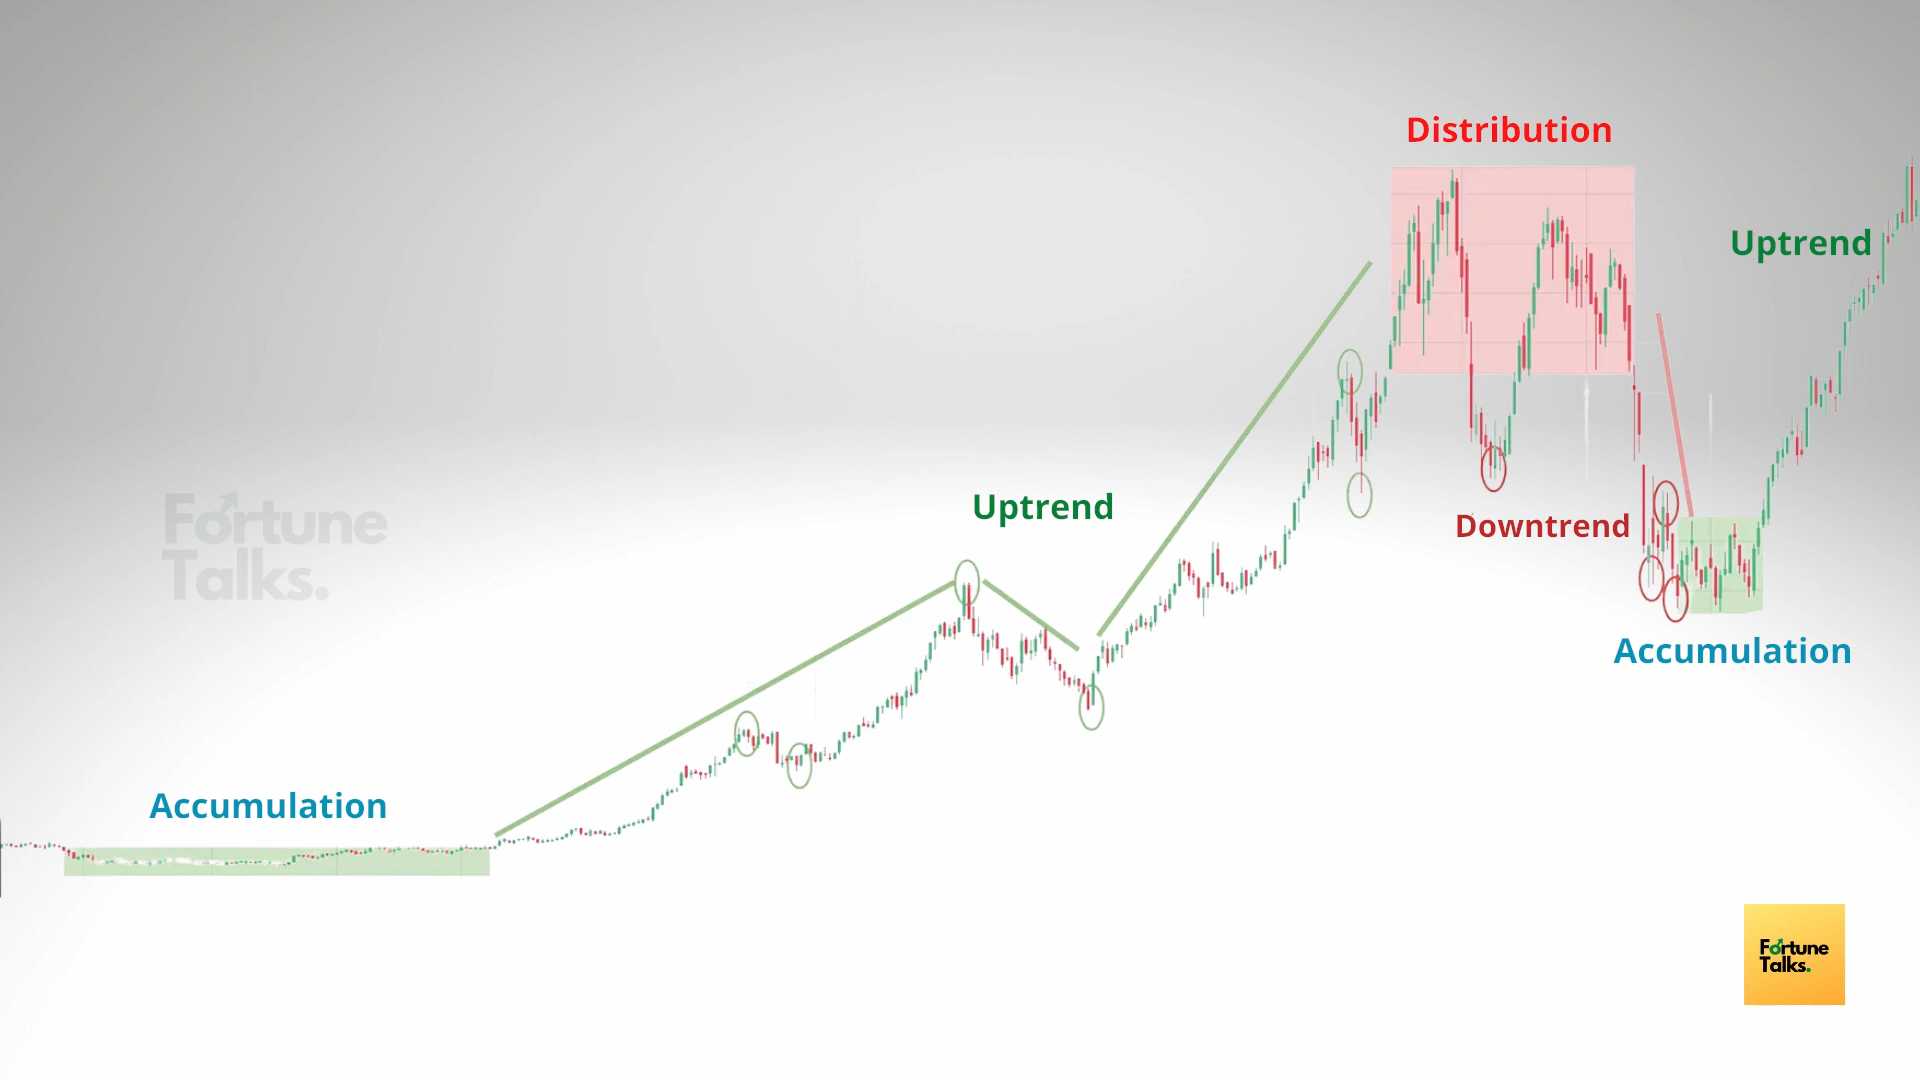 Distribution
Uptrend
Fortune
Talks.
Uptrend
Downtrend
Accumulation
Accumulation
Fortune
Talks.